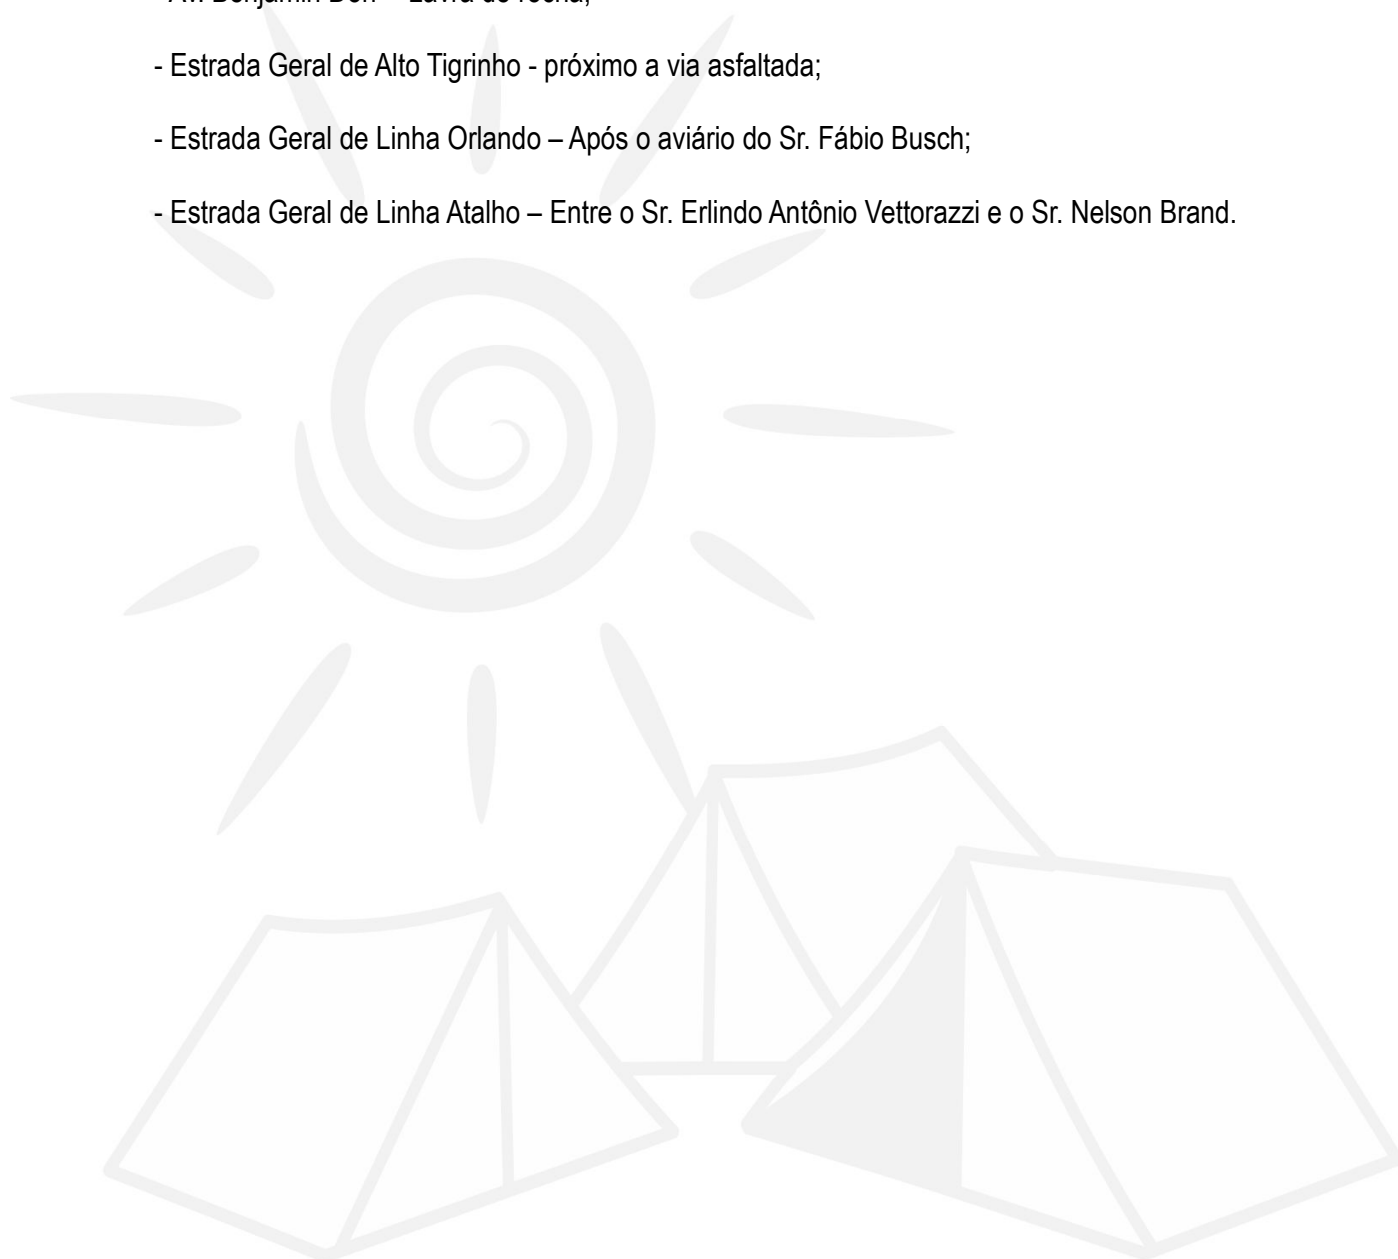 - Estrada Geral de Alto Tigrinho - próximo a via asfaltada;
- Estrada Geral de Linha Orlando – Após o aviário do Sr. Fábio Busch;
- Estrada Geral de Linha Atalho – Entre o Sr. Erlindo Antônio Vettorazzi e o Sr. Nelson Brand.